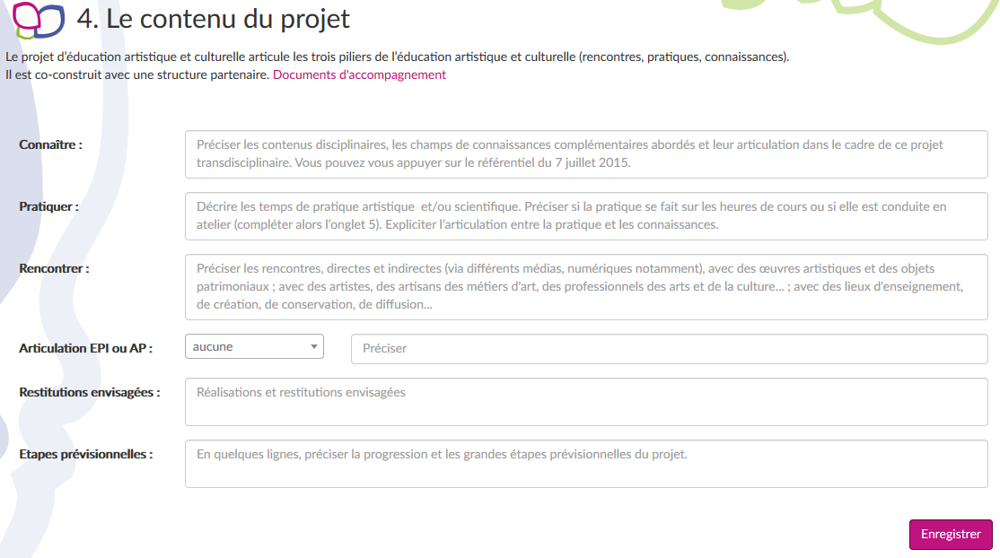 4. Le contenu du projet
Le projet d’éducation artistique et culturelle articule les trois piliers de l’éducation artistique et culturelle (rencontres, pratiques, connaissances).
Il est co-construit avec une structure partenaire. Documents d'accompagnement
Connaître :
Préciser les contenus disciplinaires, les champs de connaissances complémentaires abordés et leur articulation dans le cadre de ce projet
transdisciplinaire. Vous pouvez vous appuyer sur le référentiel du 7 juillet 2015.
Pratiquer :
Décrire les temps de pratique artistique et/ou scientifique. Préciser si la pratique se fait sur les heures de cours ou si elle est conduite en
atelier (compléter alors l’onglet 5). Expliciter l’articulation entre la pratique et les connaissances.
Rencontrer :
Préciser les rencontres, directes et indirectes (via différents médias, numériques notamment), avec des œuvres artistiques et des objets
patrimoniaux ; avec des artistes, des artisans des métiers d'art, des professionnels des arts et de la culture... ; avec des lieux d'enseignement,
de création, de conservation, de diffusion...
Articulation EPI ou AP : aucune Préciser
Restitutions envisagées : Réalisations et restitutions envisagées
Etapes prévisionnelles : En quelques lignes, préciser la progression et les grandes étapes prévisionnelles du projet.
Enregistrer